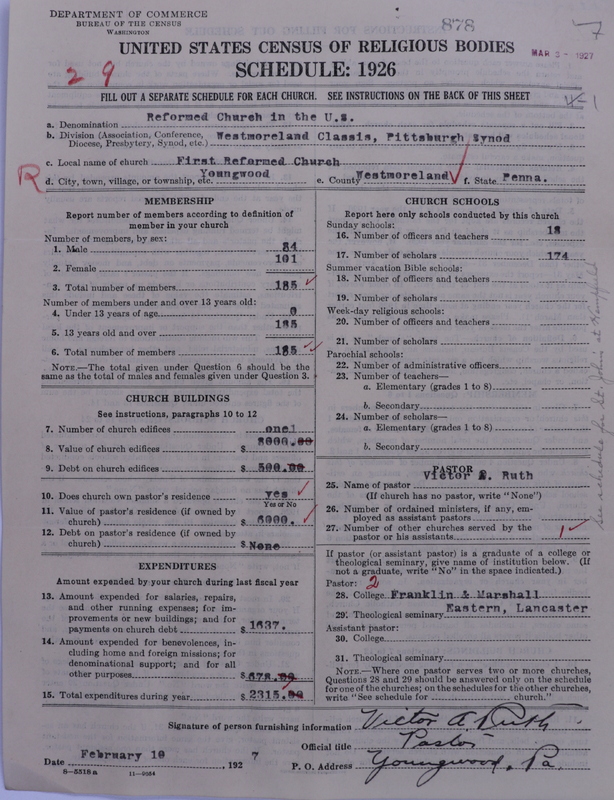 DEPARTMENT OF COMMERCE
BUREAU OF THE CENSUS
WASHINGTON
878
7
MAR 5 - 1927
UNITED STATES CENSUS OF RELIGIOUS BODIES
SCHEDULE: 1926
29
FILL OUT A SEPARATE SCHEDULE FOR EACH CHURCH. SEE INSTRUCTIONS ON THE BACK OF THIS SHEET
a. Denomination Reformed Church in the U.S.
b. Division (Association, Conference, Diocese, Presbytery, Synod, etc.) Westmoreland Classis, Pittsburgh Synod
c. Local name of church First Reformed Church
R d. City, town, village, or township, etc. Youngwood e. County Westmoreland f. State Penna.
MEMBERSHIP
Report number of members according to definition of member in your church
Number of members, by sex:
1. Male 84
2. Female 101
3. Total number of members 185
Number of members under and over 13 years old:
4. Under 13 years of age 0
5. 13 years old and over 185
6. Total number of members 185
NOTE.—The total given under Question 6 should be the same as the total of males and females given under Question 3.
CHURCH BUILDINGS
See instructions, paragraphs 10 to 12
7. Number of church edifices one 1
8. Value of church edifices $ 8000.00
9. Debt on church edifices $ 500.00
10. Does church own pastor's residence yes
Yes or No
11. Value of pastor's residence (if owned by church) $ 6000.
12. Debt on pastor's residence (if owned by church) $ None
EXPENDITURES
Amount expended by your church during last fiscal year
13. Amount expended for salaries, repairs, and other running expenses; for improvements or new buildings; and for payments on church debt $ 1637.
14. Amount expended for benevolences, including home and foreign missions; for denominational support; and for all other purposes $ 678.00
15. Total expenditures during year $ 2315.00
CHURCH SCHOOLS
Report here only schools conducted by this church
Sunday schools:
16. Number of officers and teachers 18
17. Number of scholars 174
Summer vacation Bible schools:
18. Number of officers and teachers
19. Number of scholars
Week-day religious schools:
20. Number of officers and teachers
21. Number of scholars
Parochial schools:
22. Number of administrative officers
23. Number of teachers—
a. Elementary (grades 1 to 8)
b. Secondary
24. Number of scholars—
a. Elementary (grades 1 to 8)
b. Secondary
PASTOR
25. Name of pastor Victor A. Ruth
(If church has no pastor, write "None")
26. Number of ordained ministers, if any, employed as assistant pastors
27. Number of other churches served by the pastor or his assistants 1
If pastor (or assistant pastor) is a graduate of a college or theological seminary, give name of institution below. (If not a graduate, write "No" in the space indicated.)
Pastor: 2
28. College Franklin & Marshall
29. Theological seminary Eastern, Lancaster
Assistant pastor:
30. College
31. Theological seminary
NOTE.—Where one pastor serves two or more churches, Questions 28 and 29 should be answered only on the schedule for one of the churches; on the schedules for the other churches, write "See schedule for church."
Signature of person furnishing information Victor A. Ruth
Official title Pastor
Date February 10 1927
P. O. Address Youngwood, Pa.
8-5518a 11-9054